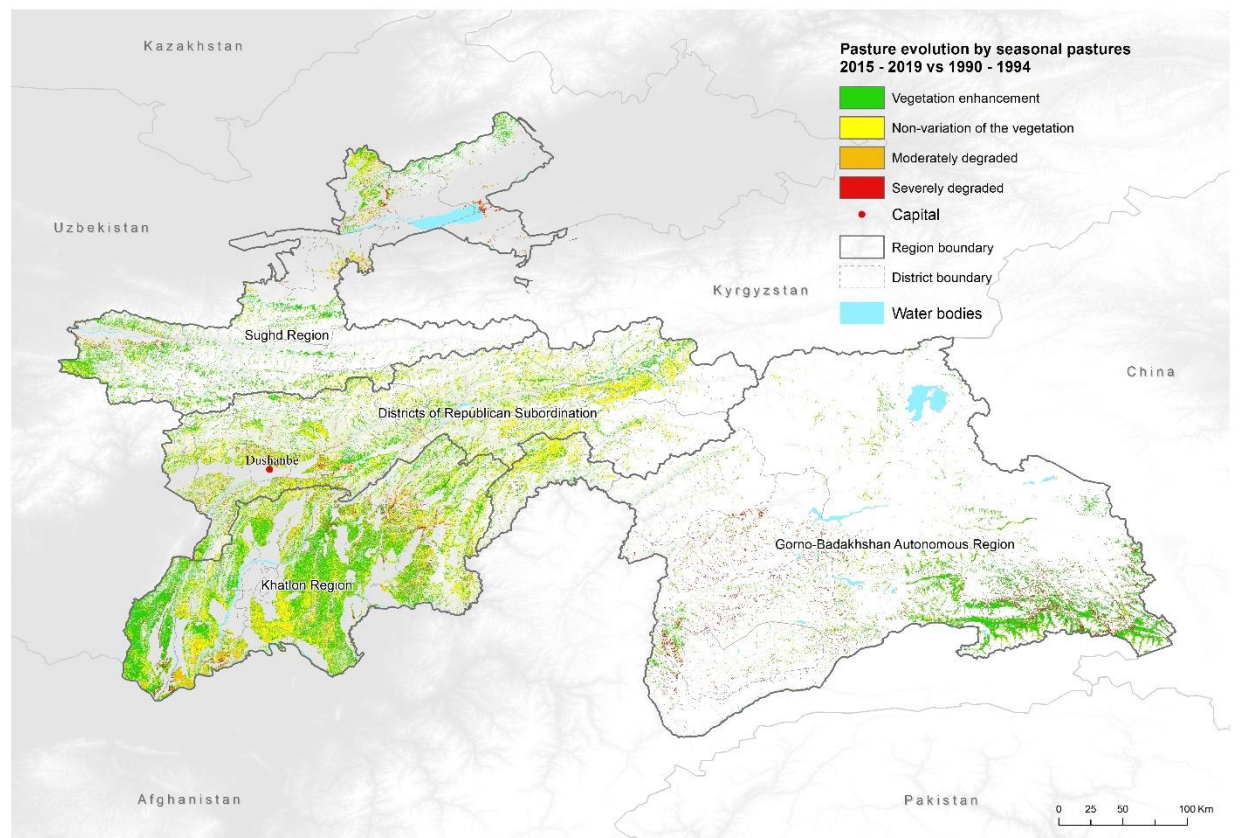 Kazakhstan
Pasture evolution by seasonal pastures
2015 - 2019 vs 1990 - 1994
Vegetation enhancement
Non-variation of the vegetation
Moderately degraded
Severely degraded
Capital
Region boundary
District boundary
Water bodies
Uzbekistan
Kyrgyzstan
Sughd Region
China
Districts of Republican Subordination
Dushanbe
Gorno-Badakhshan Autonomous Region
Khatlon Region
Afghanistan
Pakistan
0 25 50 100 Km